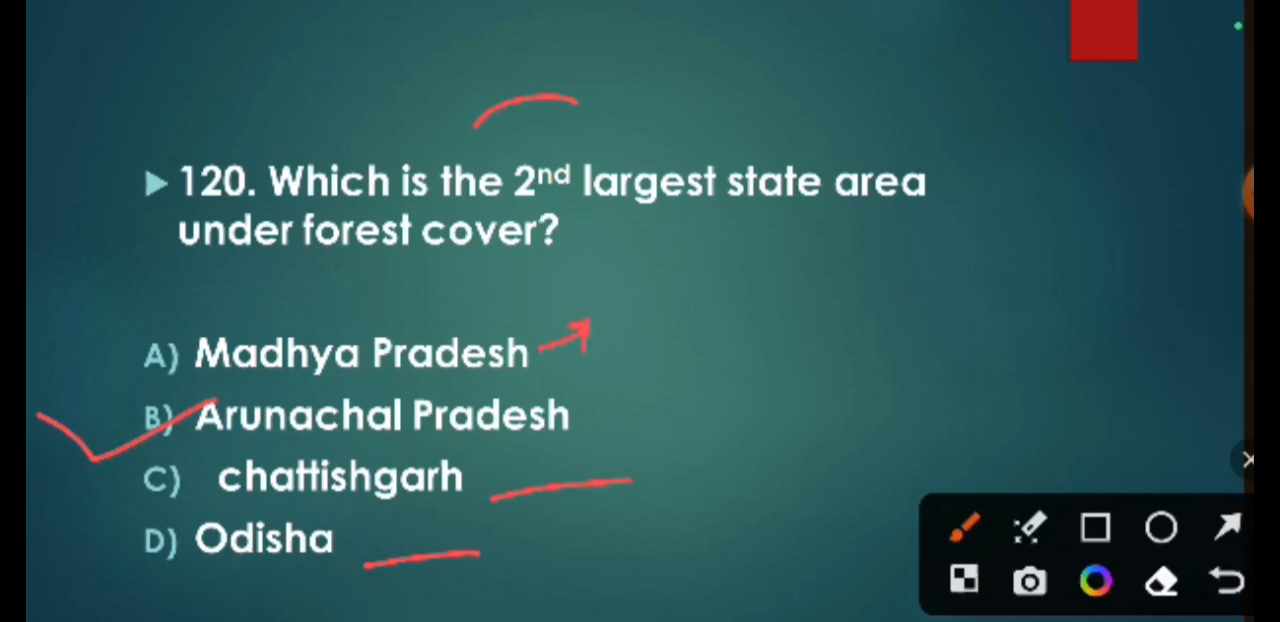 120. Which is the 2nd largest state area
under forest cover?
A) Madhya Pradesh
B) Arunachal Pradesh
C) chattishgarh
D) Odisha